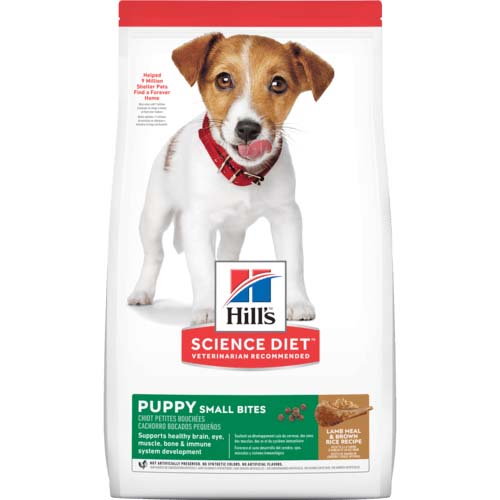 Helped
9 Million
Shelter Pets
Find a Forever
Home
Hill's
SCIENCE DIET™
VETERINARIAN RECOMMENDED
PUPPY SMALL BITES
CHIOT PETITES BOUCHÉES
CACHORRO BOCADOS PEQUEÑOS
Supports healthy brain, eye,
muscle, bone & immune
system development
LAMB MEAL
& BROWN
RICE RECIPE
NOT ARTIFICIALLY PRESERVED. NO SYNTHETIC COLORS. NO ARTIFICIAL FLAVORS.